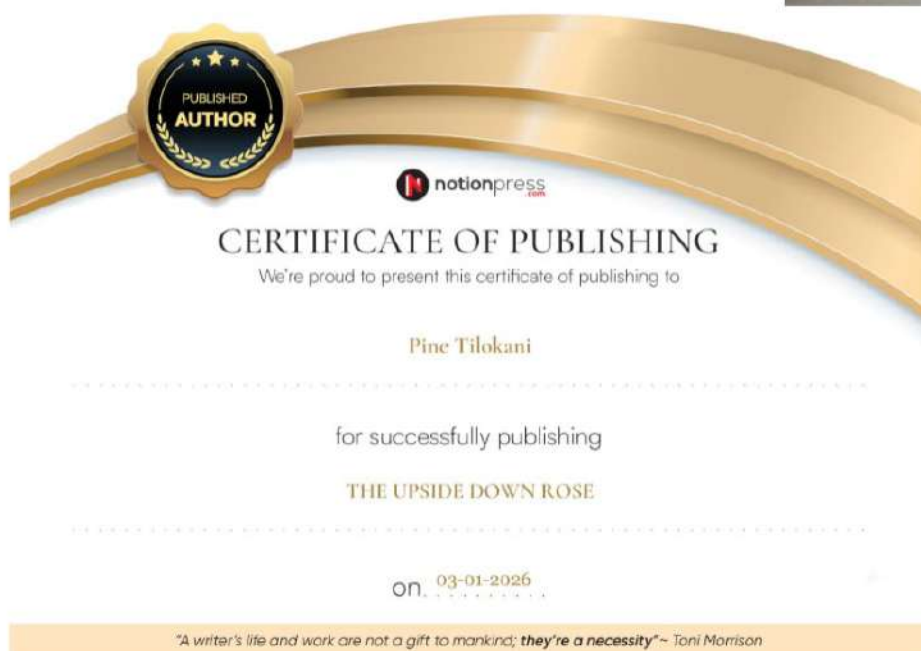 PUBLISHED
AUTHOR
notionpress
.com
CERTIFICATE OF PUBLISHING
We're proud to present this certificate of publishing to
Pine Tilokani
for successfully publishing
THE UPSIDE DOWN ROSE
on 03-01-2026
"A writer's life and work are not a gift to mankind; they're a necessity"~ Toni Morrison